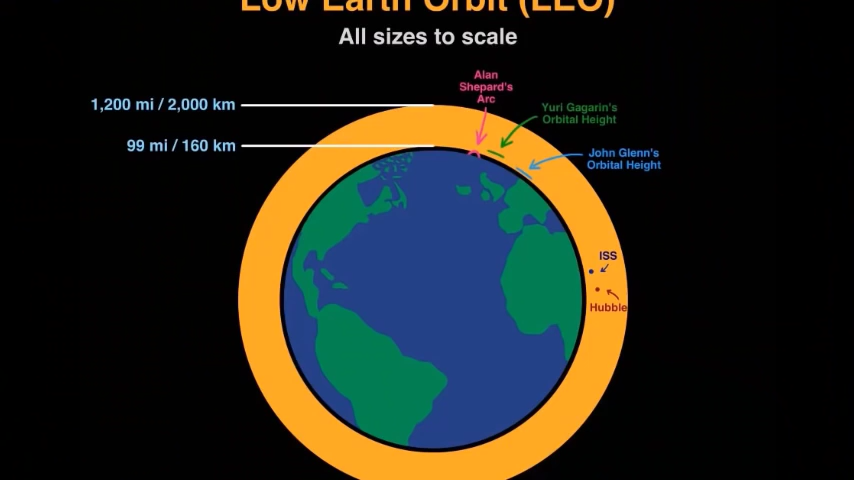 Low Earth Orbit (LEO)
All sizes to scale
Alan
Shepard's
Arc
1,200 mi / 2,000 km
Yuri Gagarin's
Orbital Height
99 mi / 160 km
John Glenn's
Orbital Height
ISS
Hubble